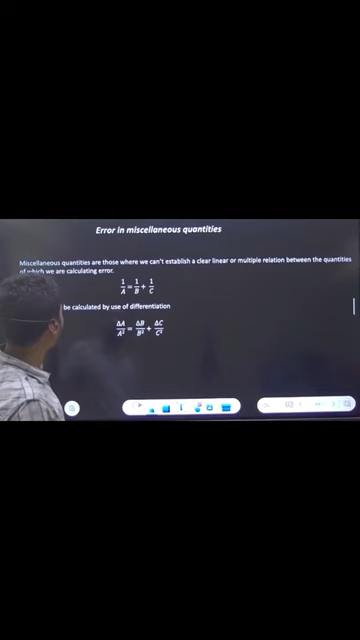 Error in miscellaneous quantities
Miscellaneous quantities are those where we can't establish a clear linear or multiple relation between the quantities
of which we are calculating error.
1/A = 1/B + 1/C
be calculated by use of differentiation
ΔA/A² = ΔB/B² + ΔC/C²